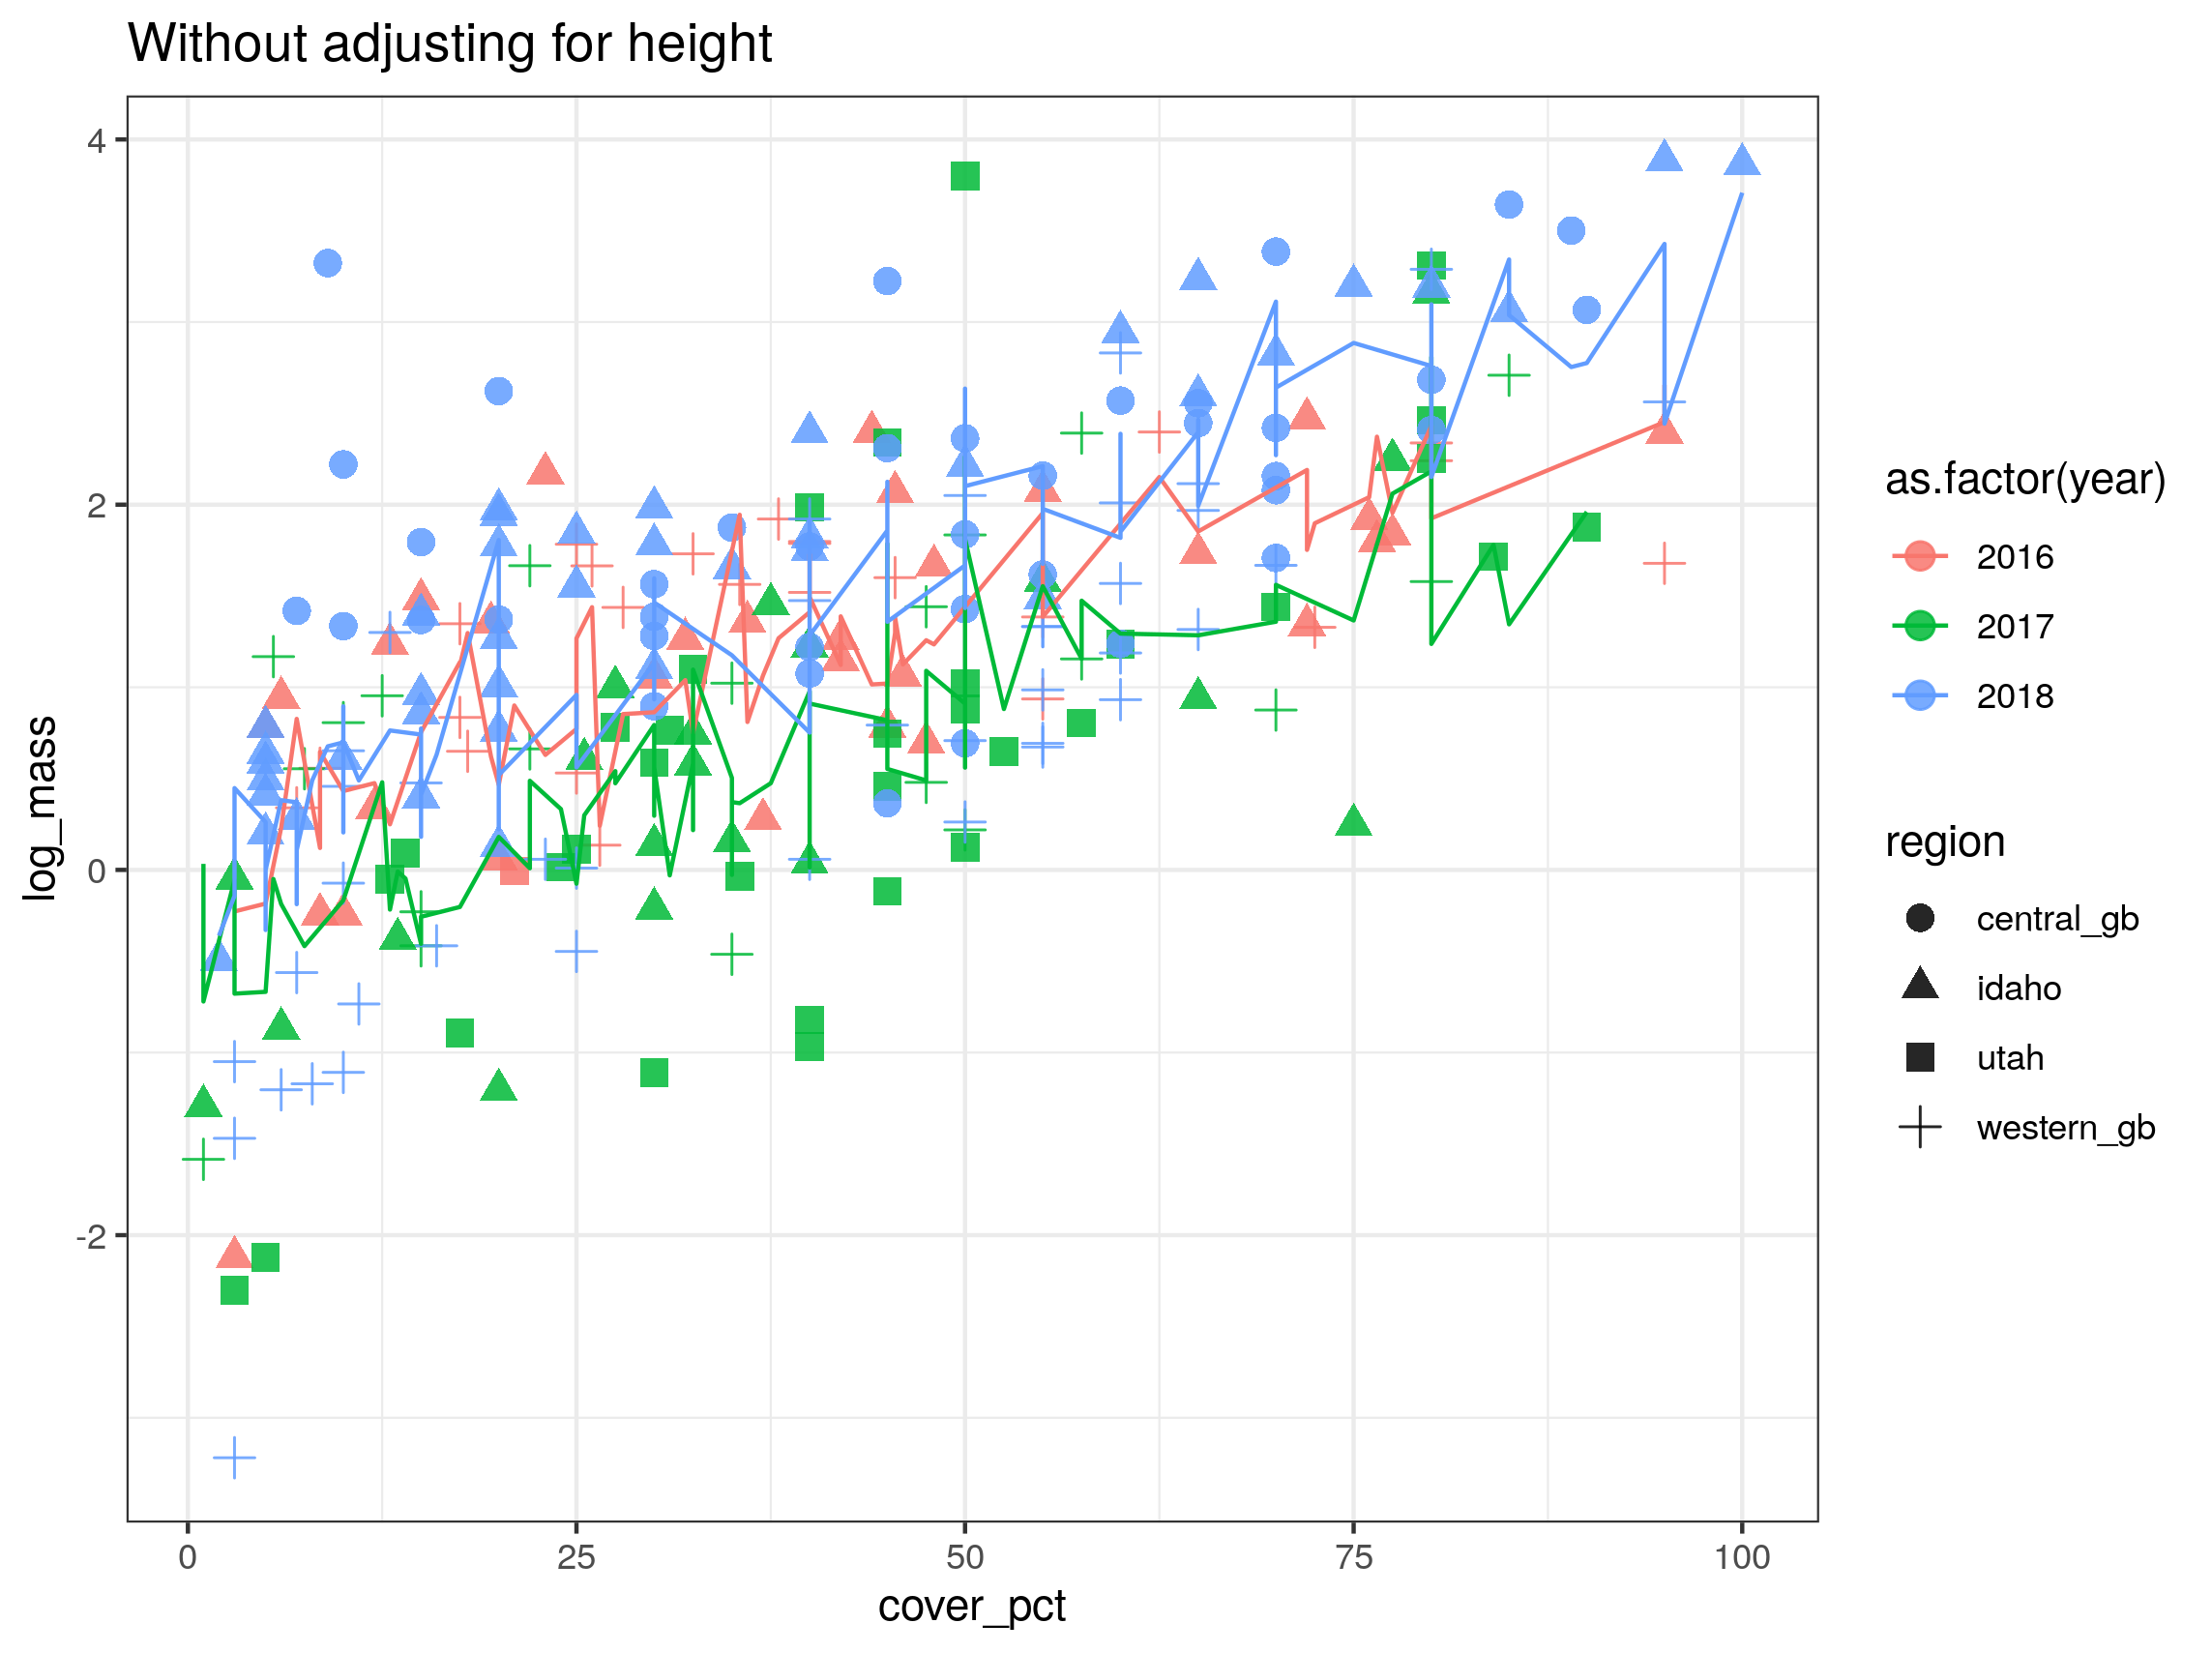 Without adjusting for height
4
2
0
-2
0 25 50 75 100
cover_pct
log_mass
as.factor(year)
2016
2017
2018
region
central_gb
idaho
utah
western_gb